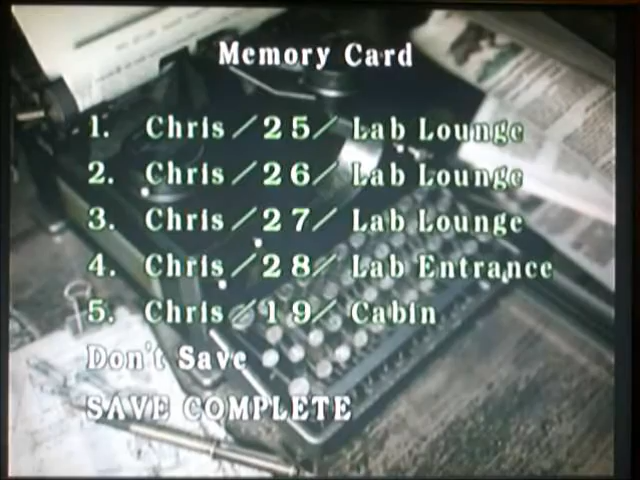 Memory Card
1. Chris/25/ Lab Lounge
2. Chris/26/ Lab Lounge
3. Chris/27/ Lab Lounge
4. Chris/28/ Lab Entrance
5. Chris/19/ Cabin
Don't Save
SAVE COMPLETE